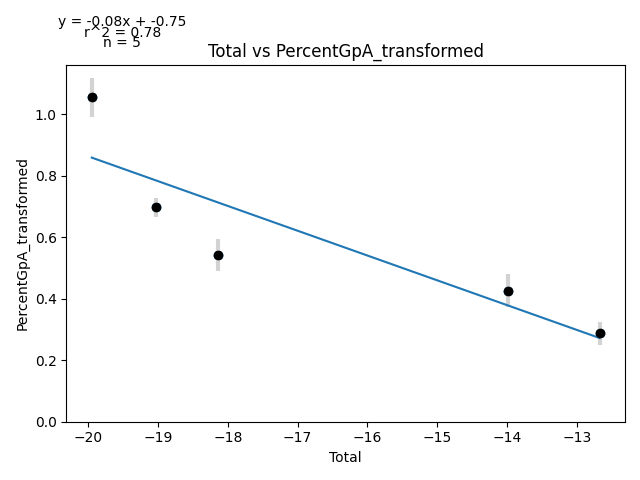 y = -0.08x + -0.75
r^2 = 0.78
n = 5
Total vs PercentGpA_transformed
PercentGpA_transformed
1.0
0.8
0.6
0.4
0.2
0.0
−20
−19
−18
−17
−16
−15
−14
−13
Total